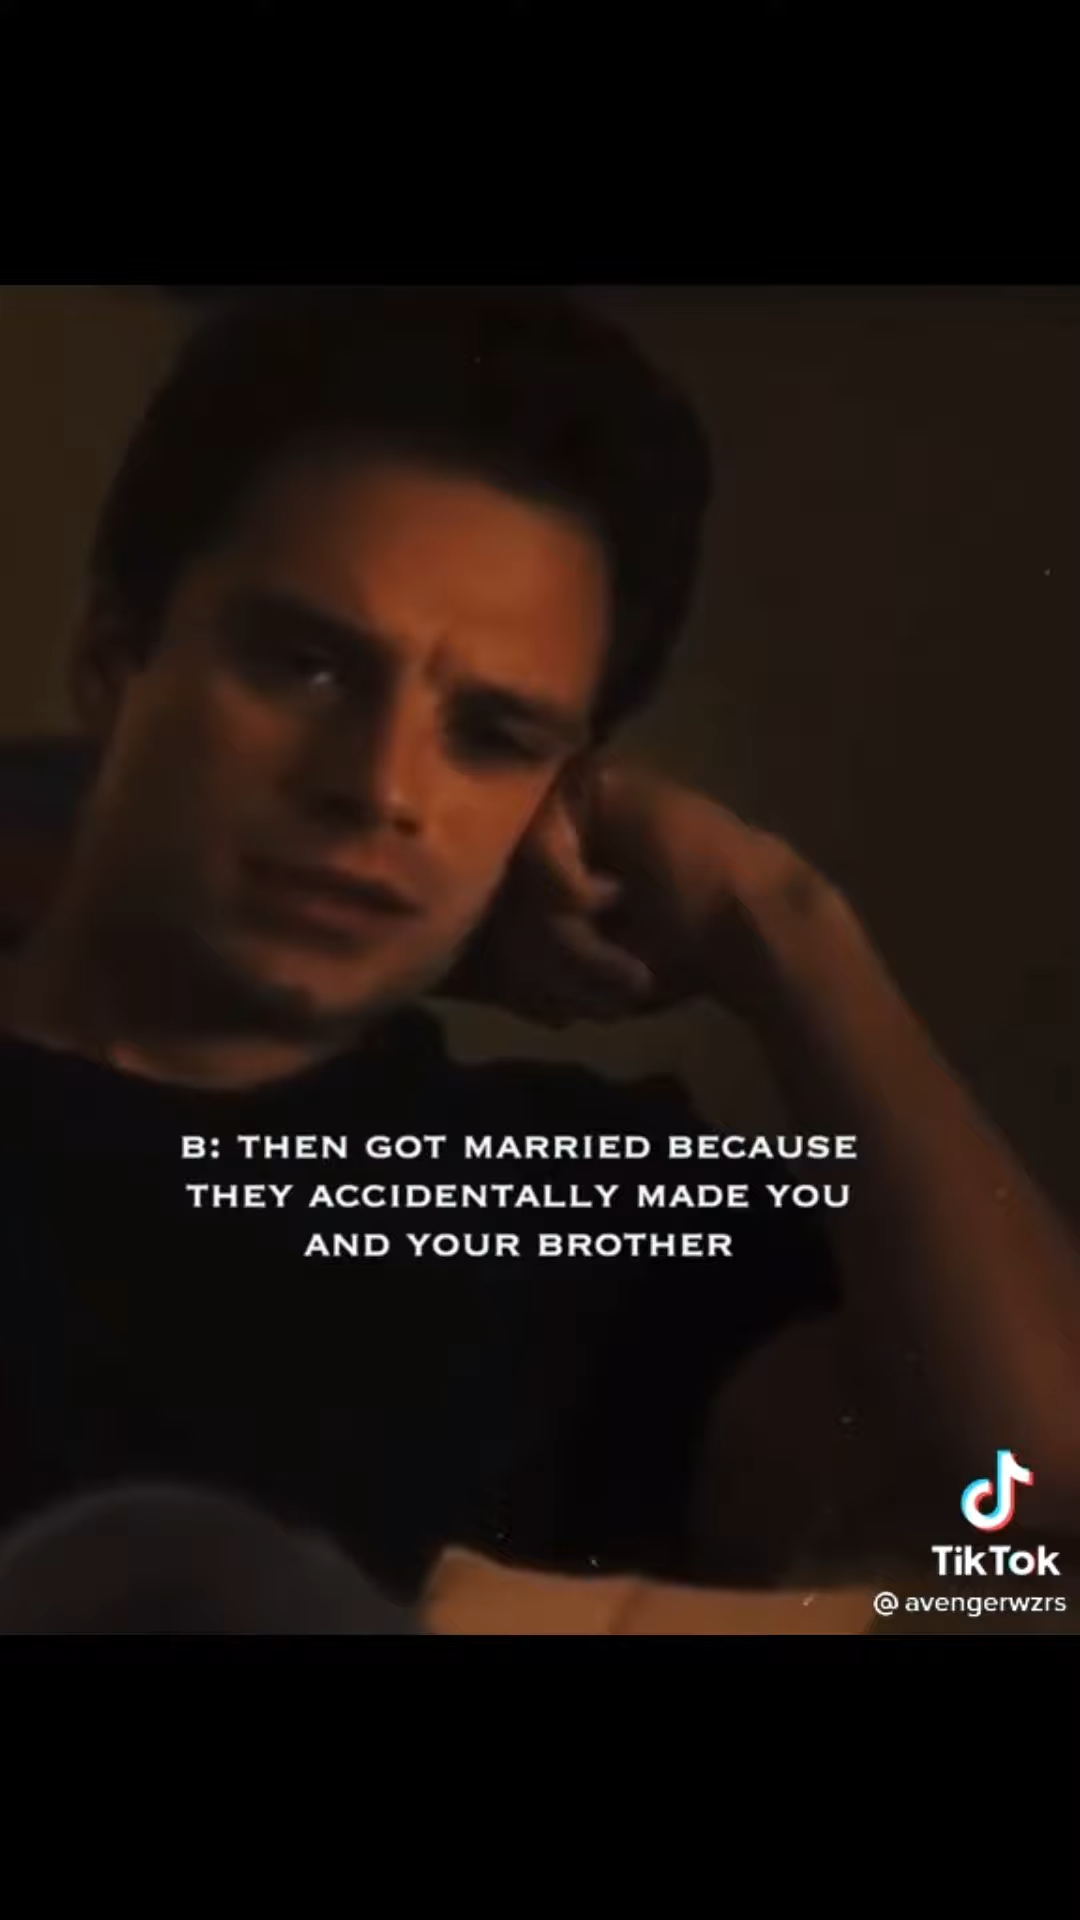 B: THEN GOT MARRIED BECAUSE
THEY ACCIDENTALLY MADE YOU
AND YOUR BROTHER
TikTok
@avengerwzrs